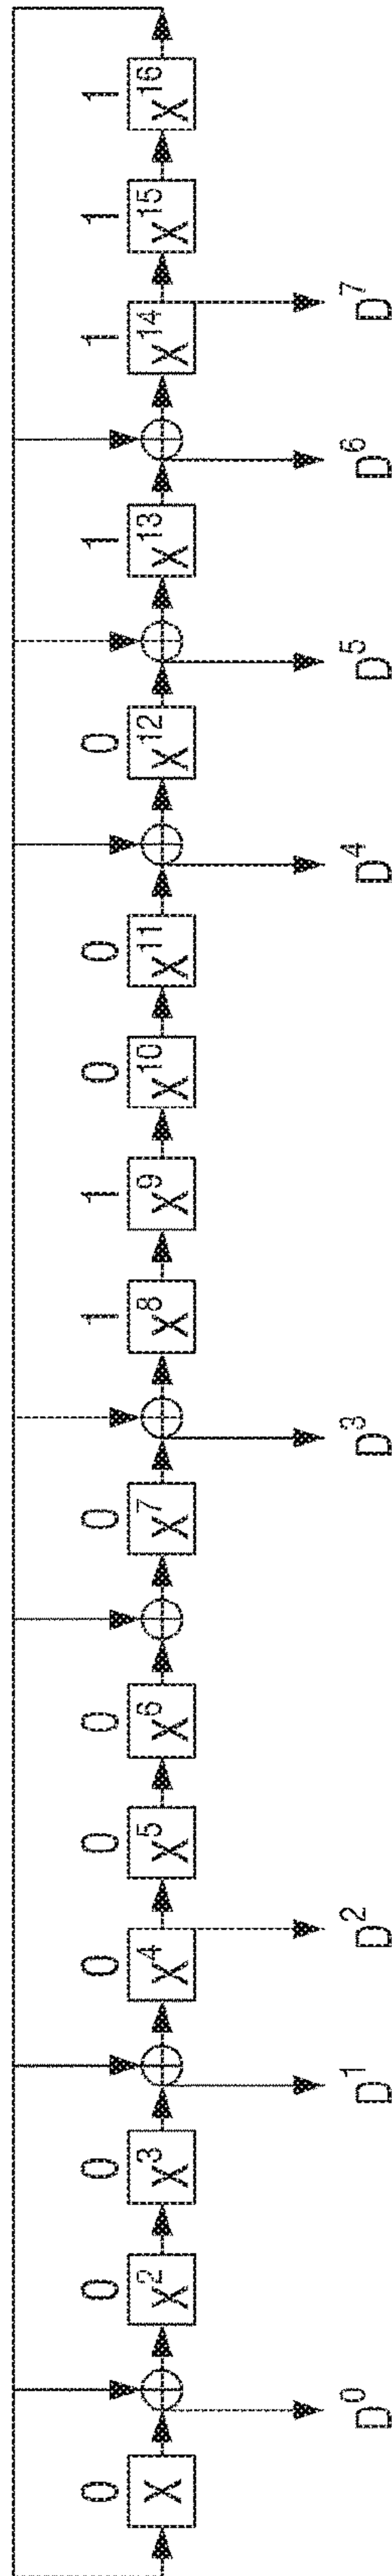 0 0 0 0 0 0 0 1 1 0 0 0 1 1 1 1
X X² X³ X⁴ X⁵ X⁶ X⁷ X⁸ X⁹ X¹⁰ X¹¹ X¹² X¹³ X¹⁴ X¹⁵ X¹⁶
D⁰ D¹ D² D³ D⁴ D⁵ D⁶ D⁷